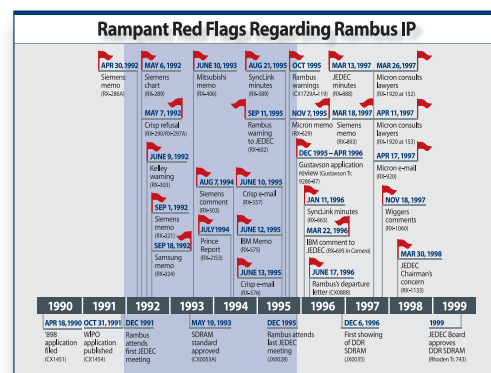 Rampant Red Flags Regarding Rambus IP
APR 30, 1992
Siemens
memo
(RX-286A)
MAY 6, 1992
Siemens
chart
(RX-289)
JUNE 10, 1993
Mitsubishi
memo
(RX-406)
AUG 21, 1995
SyncLink
minutes
(RX-589)
OCT 1995
Rambus
warnings
(CX1729A-119)
MAR 13, 1997
JEDEC
minutes
(RX-888)
MAR 26, 1997
Micron consults
lawyers
(RX-1920 at 152)
MAY 7, 1992
Crisp refusal
(RX-290/RX-297A)
SEP 11, 1995
Rambus
warning
to JEDEC
(RX-602)
NOV 7, 1995
Micron memo
(RX-629)
MAR 18, 1997
Siemens
memo
(RX-893)
APR 11, 1997
Micron consults
lawyers
(RX-1920 at 153)
JUNE 9, 1992
Kelley
warning
(RX-303)
DEC 1995 – APR 1996
Gustavson application
review (Gustavson Tr.
9286-87)
APR 17, 1997
Micron e-mail
(RX-920)
AUG 7, 1994
Siemens
comment
(RX-503)
JUNE 10, 1995
Crisp e-mail
(RX-557)
SEP 1, 1992
Siemens
memo
(RX-321)
JAN 11, 1996
SyncLink minutes
(RX-663)
NOV 18, 1997
Wiggers
comments
(RX-1060)
JULY 1994
Prince
Report
(RX-2153)
JUNE 12, 1995
IBM Memo
(RX-575)
MAR 22, 1996
IBM comment to
JEDEC (RX-695 In Camera)
SEP 18, 1992
Samsung
memo
(RX-324)
JUNE 13, 1995
Crisp e-mail
(RX-576)
JUNE 17, 1996
Rambus's departure
letter (CX0888)
MAR 30, 1998
JEDEC
Chairman's
concern
(RX-1133)
1990 1991 1992 1993 1994 1995 1996 1997 1998 1999
APR 18, 1990
'898
application
filed
(CX1451)
OCT 31, 1991
WIPO
application
published
(CX1454)
DEC 1991
Rambus
attends
first JEDEC
meeting
MAY 19, 1993
SDRAM
standard
approved
(CX0053A)
DEC 1995
Rambus attends
last JEDEC
meeting
(JX0028)
DEC 6, 1996
First showing
of DDR
SDRAM
(JX0035)
1999
JEDEC Board
approves
DDR SDRAM
(Rhoden Tr. 743)